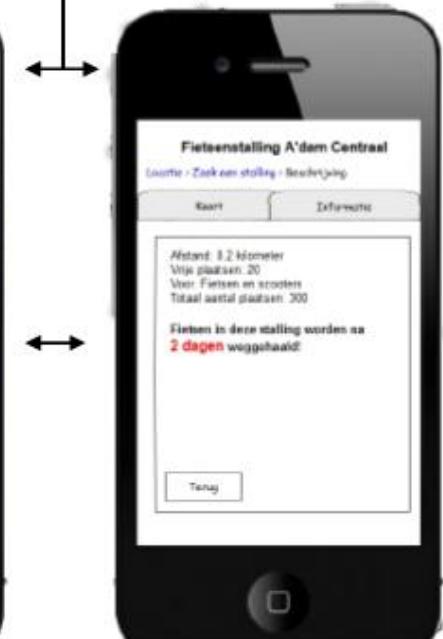 Fietsenstalling A'dam Centraal
Locatie > Zoek een stalling > Beschrijving
Kaart
Informatie
Afstand: 0.2 kilometer
Vrije plaatsen: 20
Voor: Fietsen en scooters
Totaal aantal plaatsen: 300
Fietsen in deze stalling worden na
2 dagen weggehaald!
Terug